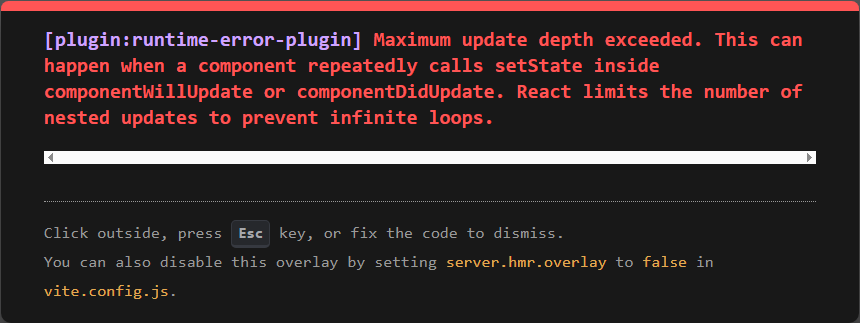 [plugin:runtime-error-plugin] Maximum update depth exceeded. This can
happen when a component repeatedly calls setState inside
componentWillUpdate or componentDidUpdate. React limits the number of
nested updates to prevent infinite loops.
Click outside, press Esc key, or fix the code to dismiss.
You can also disable this overlay by setting server.hmr.overlay to false in
vite.config.js.